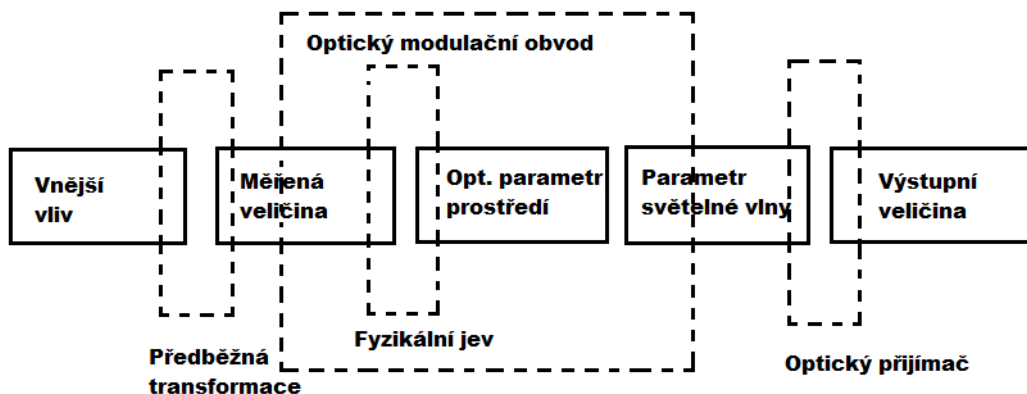 Optický modulační obvod
Vnější
vliv
Měřená
veličina
Opt. parametr
prostředí
Parametr
světelné vlny
Výstupní
veličina
Předběžná
transformace
Fyzikální jev
Optický přijímač